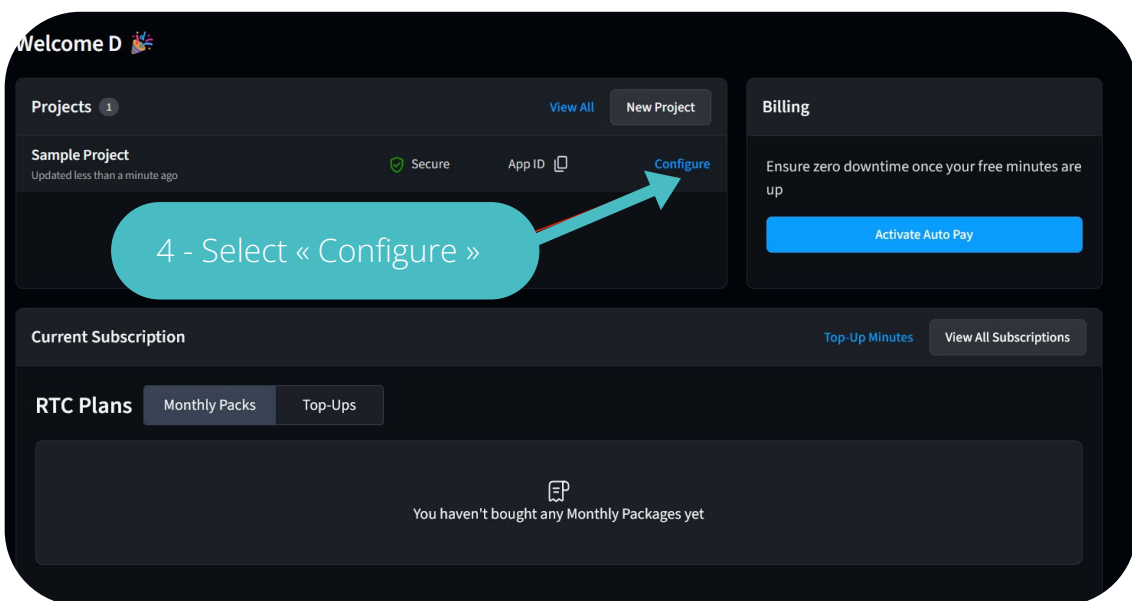 Welcome D 🎉
Projects 1 View All New Project
Billing
Sample Project
Updated less than a minute ago
Secure App ID Configure
Ensure zero downtime once your free minutes are
up
Activate Auto Pay
4 - Select « Configure »
Current Subscription Top-Up Minutes View All Subscriptions
RTC Plans Monthly Packs Top-Ups
You haven't bought any Monthly Packages yet